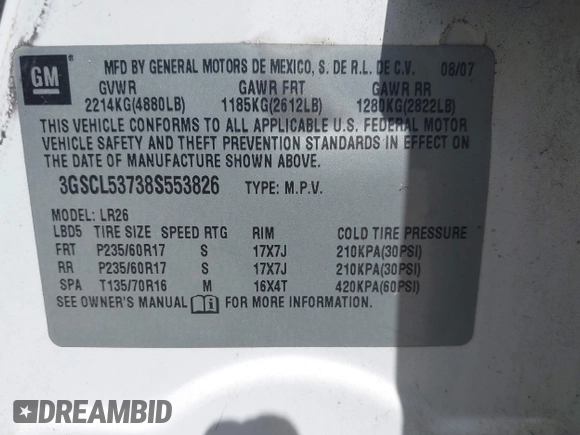 GM
MFD BY GENERAL MOTORS DE MEXICO, S. DE R.L. DE C.V. 08/07
GVWR GAWR FRT GAWR RR
2214KG(4880LB) 1185KG(2612LB) 1280KG(2822LB)
THIS VEHICLE CONFORMS TO ALL APPLICABLE U.S. FEDERAL MOTOR
VEHICLE SAFETY AND THEFT PREVENTION STANDARDS IN EFFECT ON
THE DATE OF MANUFACTURE SHOWN ABOVE.
3GSCL53738S553826 TYPE: M.P.V.
MODEL: LR26
LBD5 TIRE SIZE SPEED RTG RIM COLD TIRE PRESSURE
FRT P235/60R17 S 17X7J 210KPA(30PSI)
RR P235/60R17 S 17X7J 210KPA(30PSI)
SPA T135/70R16 M 16X4T 420KPA(60PSI)
SEE OWNER'S MANUAL FOR MORE INFORMATION.
DREAMBID